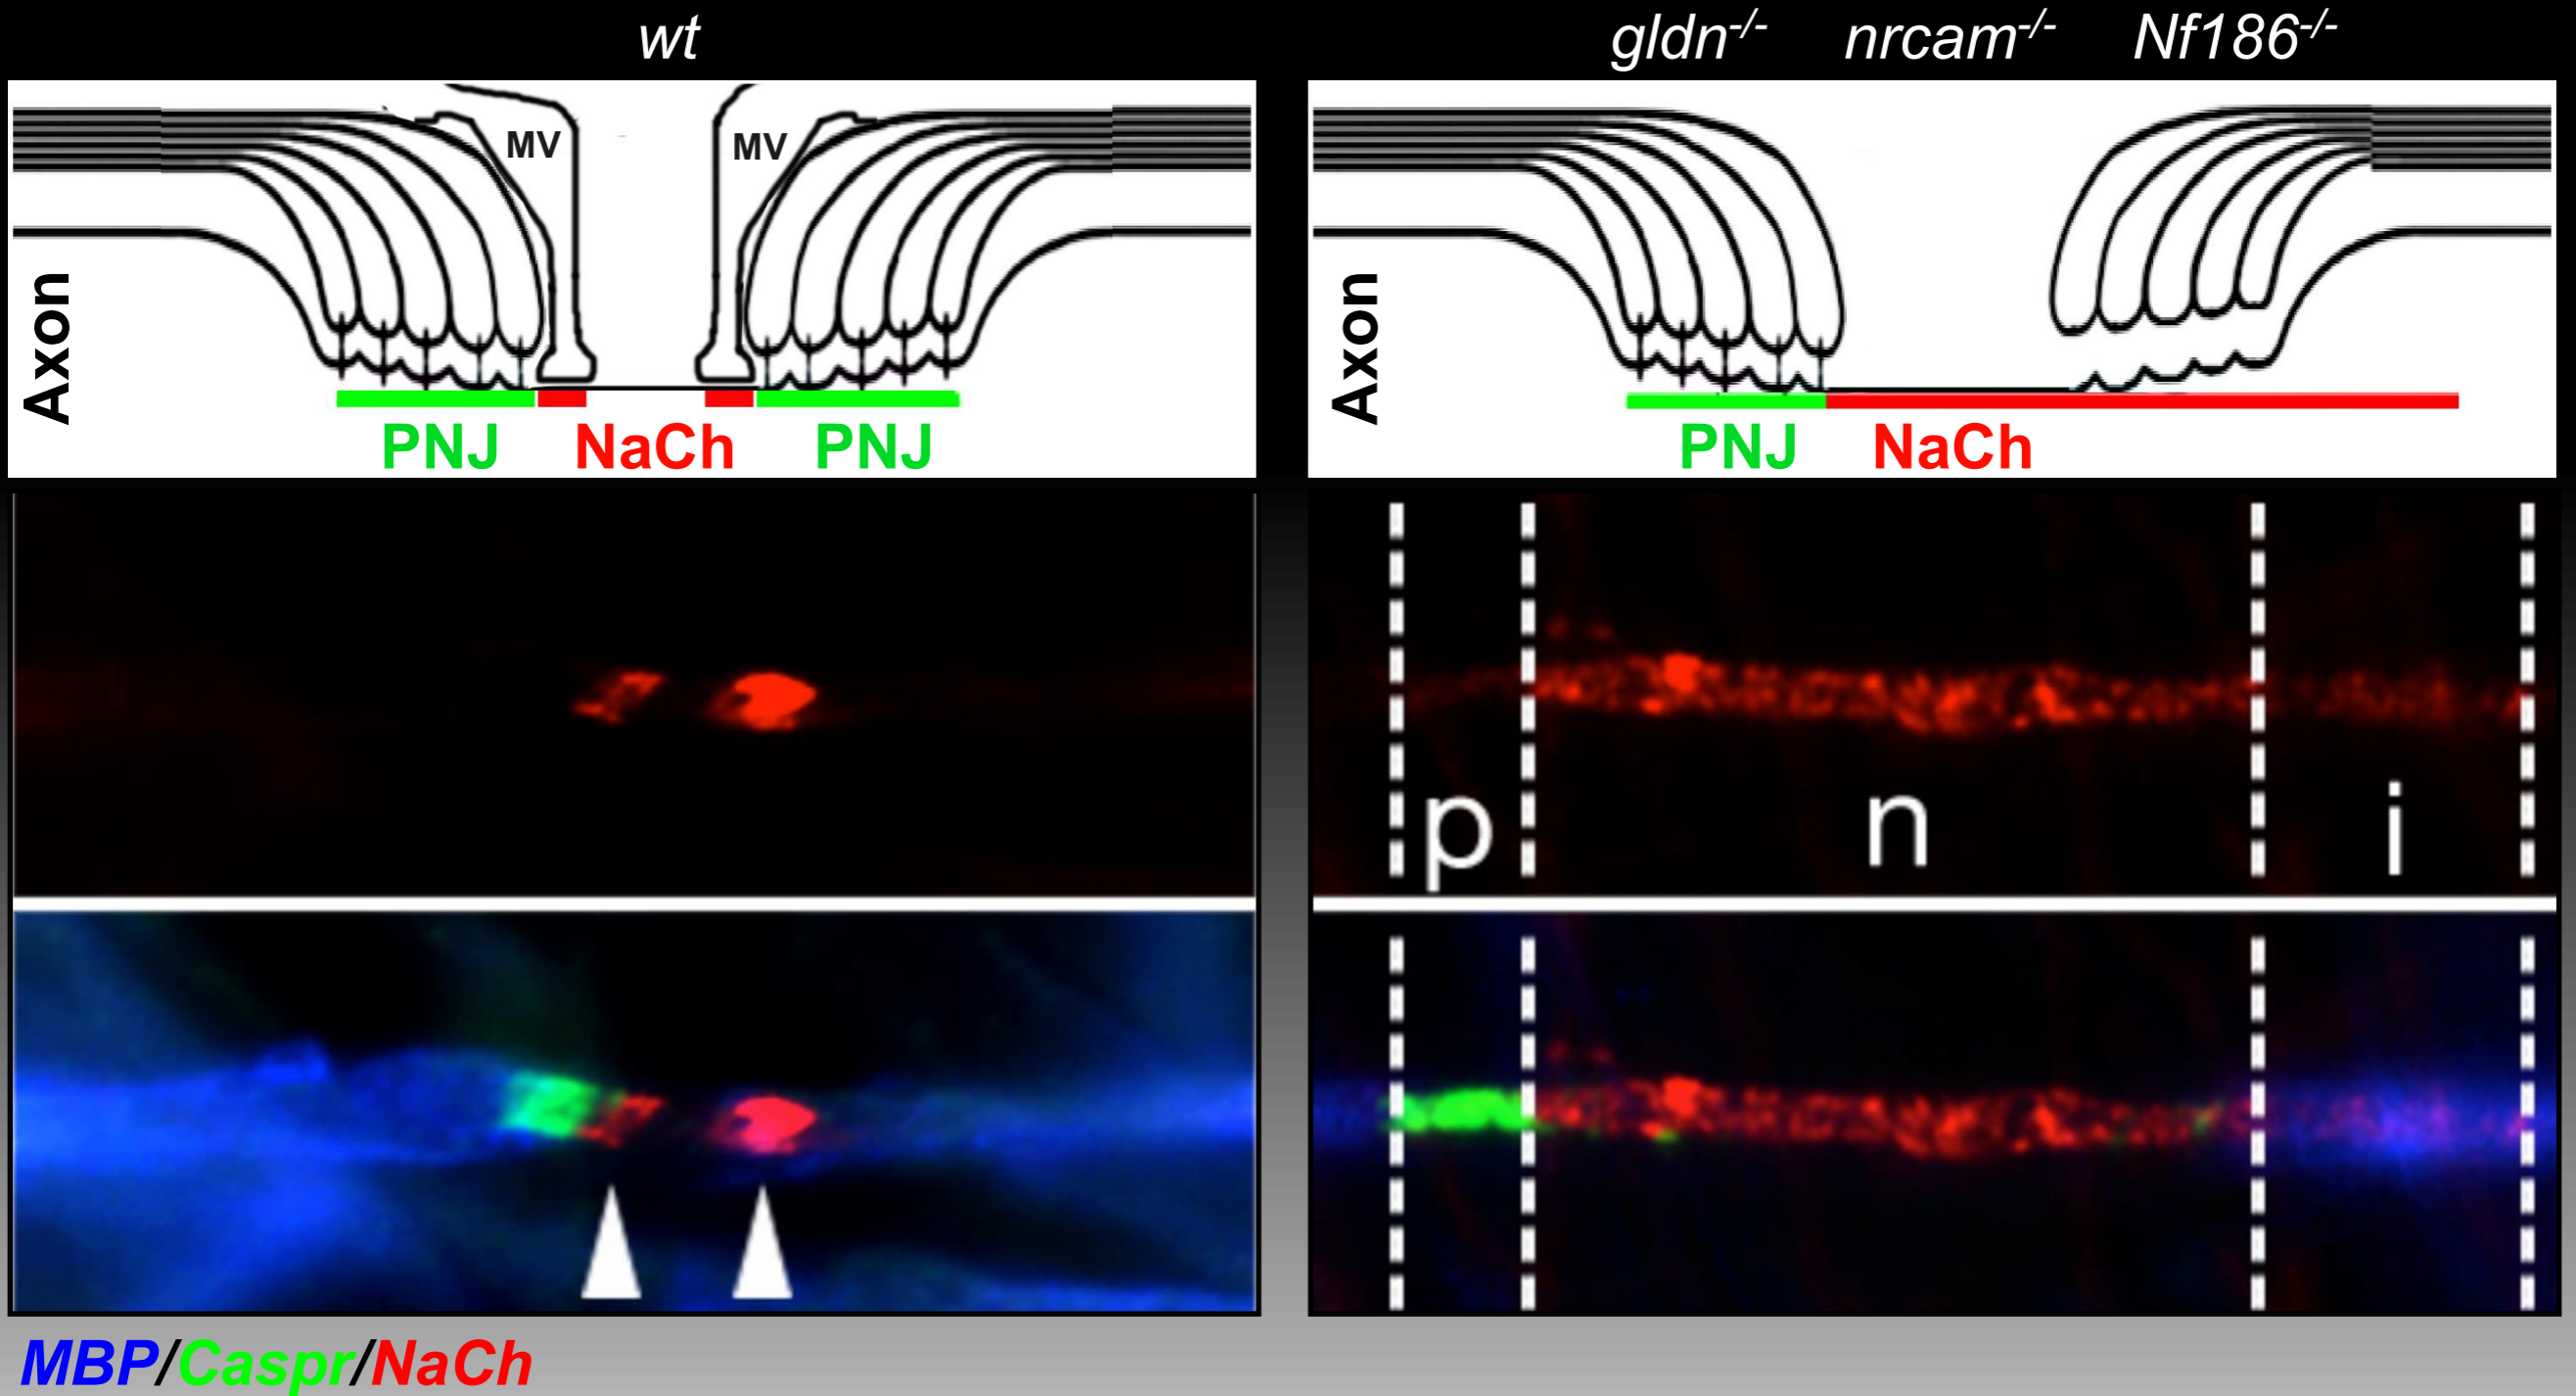 wt
gldn-/- nrcam-/- Nf186-/-
MV MV
Axon
PNJ NaCh PNJ
Axon
PNJ NaCh
p n i
MBP/Caspr/NaCh